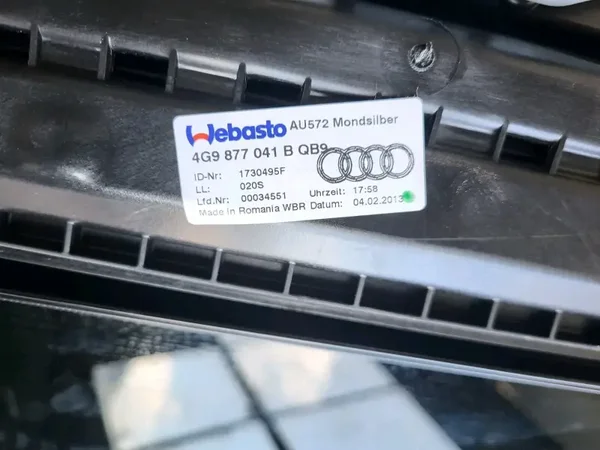 Webasto AU572 Mondsilber
4G9 877 041 B QB9
ID-Nr: 1730495F
LL: 020S
Lfd.Nr: 00034551 Uhrzeit: 17:58
Made in Romania WBR Datum: 04.02.2013